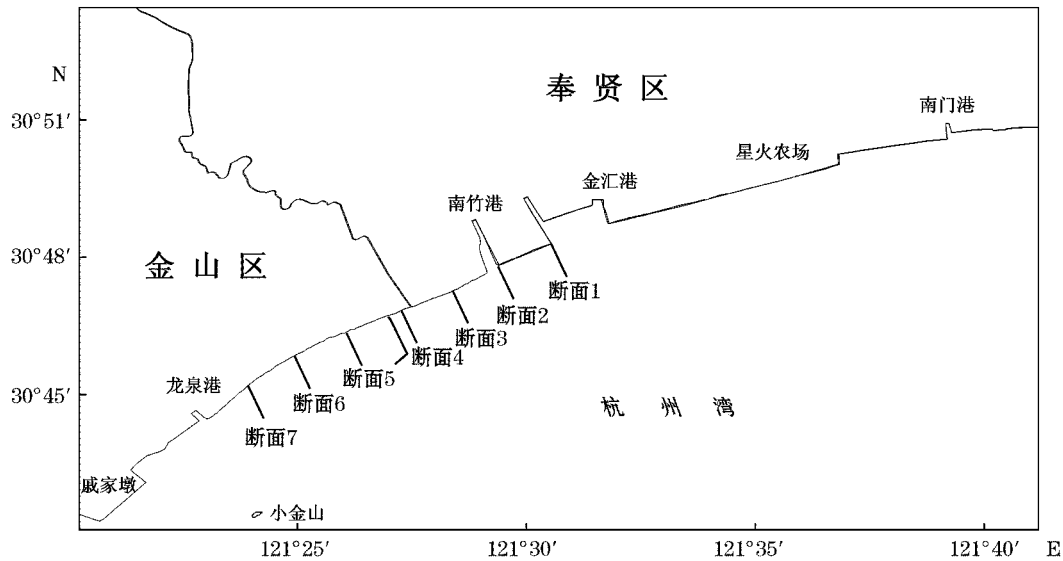 N
奉 贤 区
南门港
30°51′
星火农场
金汇港
南竹港
30°48′
金 山 区
断面1
断面2
断面3
断面4
断面5
龙泉港
30°45′
断面6
杭 州 湾
断面7
戚家墩
小金山
121°25′
121°30′
121°35′
121°40′
E